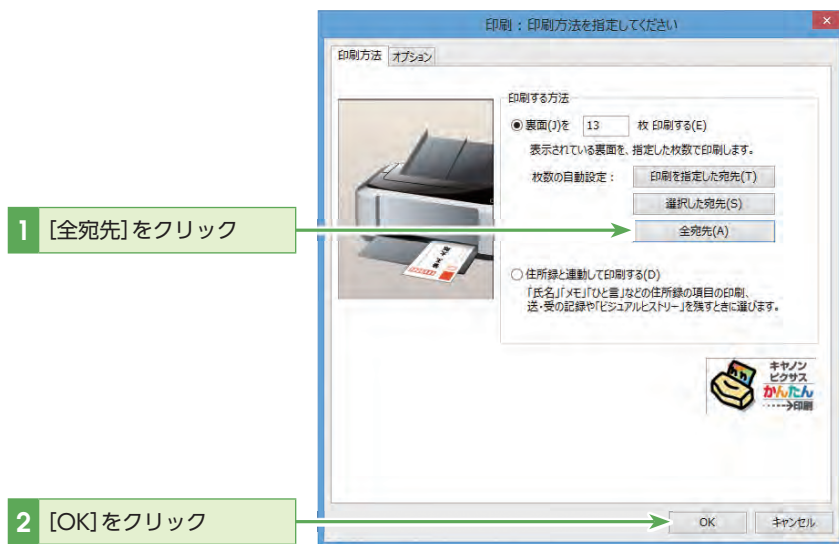 印刷：印刷方法を指定してください
印刷方法 オプション
印刷する方法
裏面(J)を 13 枚 印刷する(E)
表示されている裏面を、指定した枚数で印刷します。
枚数の自動設定： 印刷を指定した宛先(T)
選択した宛先(S)
1 [全宛先]をクリック
全宛先(A)
住所録と連動して印刷する(D)
「氏名」「メモ」「ひと言」などの住所録の項目の印刷、
送・受の記録や「ビジュアルヒストリー」を残すときに選びます。
キヤノン
ピクサス
かんたん
印刷
2 [OK]をクリック
OK キャンセル